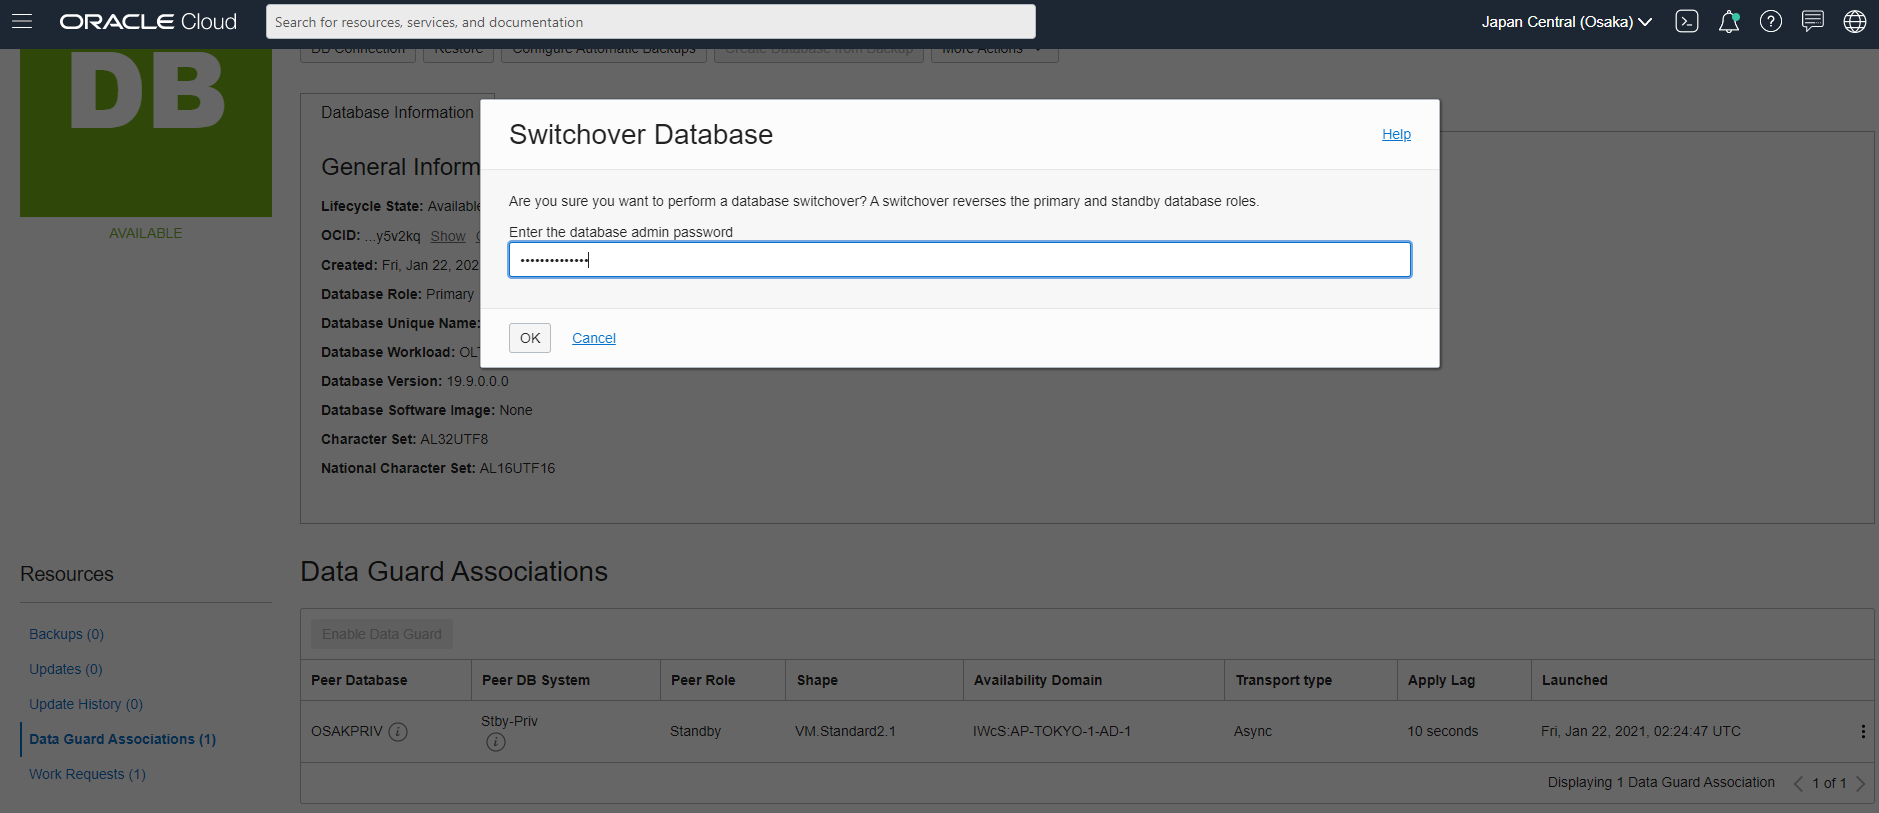 ORACLE Cloud
Search for resources, services, and documentation
Japan Central (Osaka)
DB Connection Restore Configure Automatic Backups Create Database from Backup More Actions
DB
AVAILABLE
Database Information
General Inform
Lifecycle State: Available
OCID: ...y5v2kq Show
Created: Fri, Jan 22, 202
Database Role: Primary
Database Unique Name:
Database Workload: OLT
Database Version: 19.9.0.0.0
Database Software Image: None
Character Set: AL32UTF8
National Character Set: AL16UTF16
Switchover Database
Help
Are you sure you want to perform a database switchover? A switchover reverses the primary and standby database roles.
Enter the database admin password
••••••••••••••
OK Cancel
Resources
Backups (0)
Updates (0)
Update History (0)
Data Guard Associations (1)
Work Requests (1)
Data Guard Associations
Enable Data Guard
Peer Database Peer DB System Peer Role Shape Availability Domain Transport type Apply Lag Launched
OSAKPRIV Stby-Priv Standby VM.Standard2.1 IWcS:AP-TOKYO-1-AD-1 Async 10 seconds Fri, Jan 22, 2021, 02:24:47 UTC
Displaying 1 Data Guard Association 1 of 1